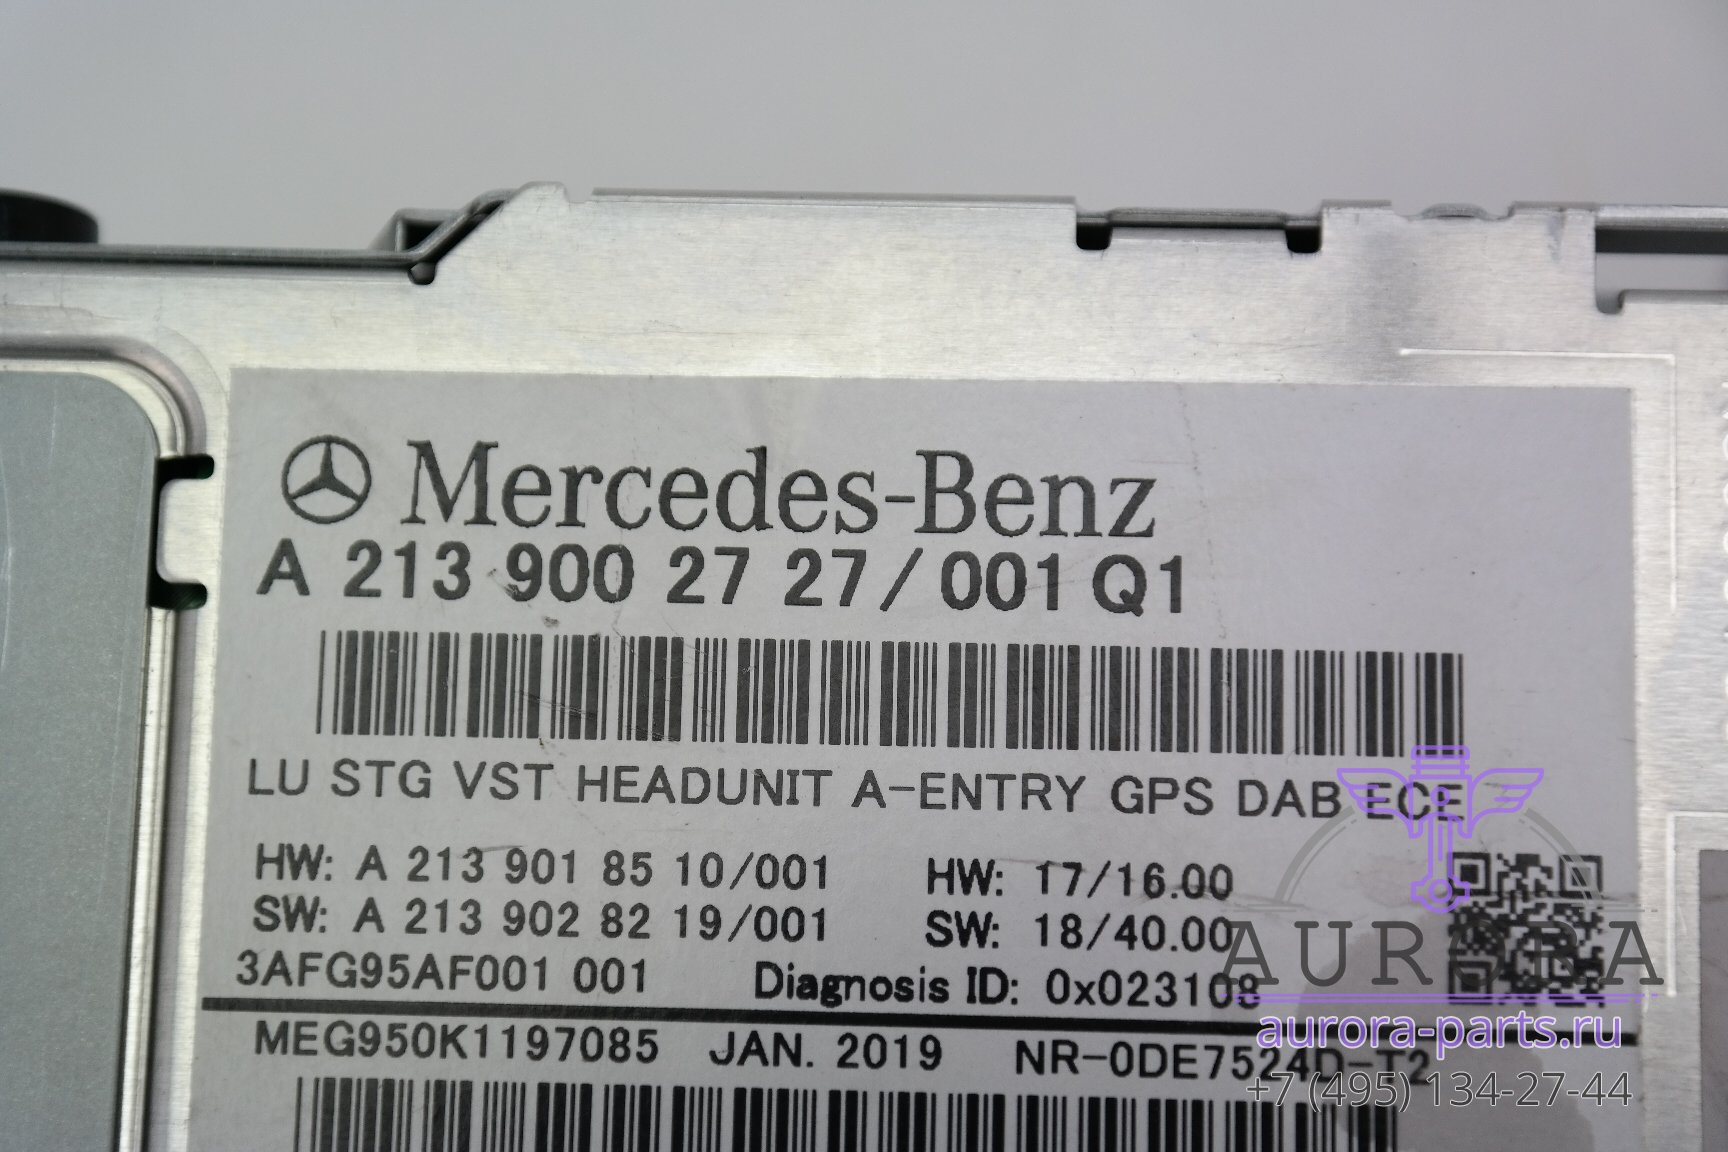 Mercedes-Benz
A 213 900 27 27/001 Q1
LU STG VST HEADUNIT A-ENTRY GPS DAB ECE
HW: A 213 901 85 10/001 HW: 17/16.00
SW: A 213 902 82 19/001 SW: 18/40.00
3AFG95AF001 001 Diagnosis ID: 0x023108
MEG950K1197085 JAN. 2019 NR-0DE7524D-T2
AURORA
aurora-parts.ru
+7 (495) 134-27-44